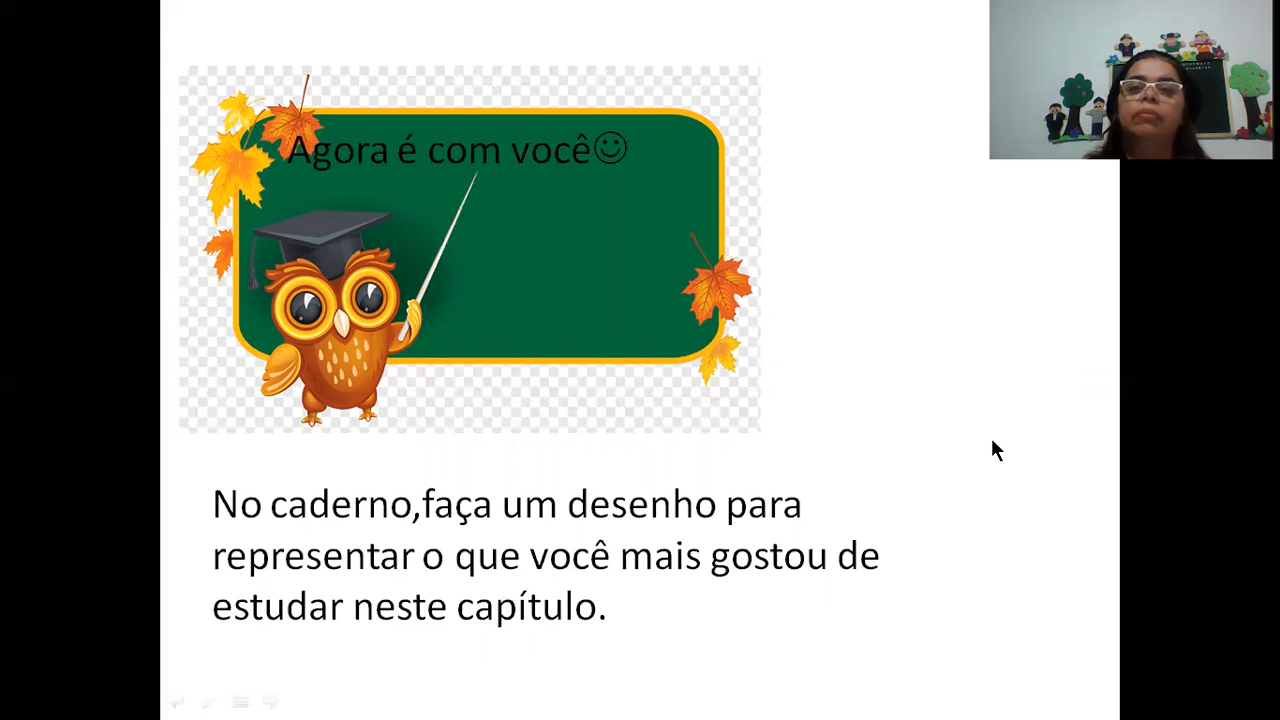 Agora é com você☺
No caderno,faça um desenho para
representar o que você mais gostou de
estudar neste capítulo.